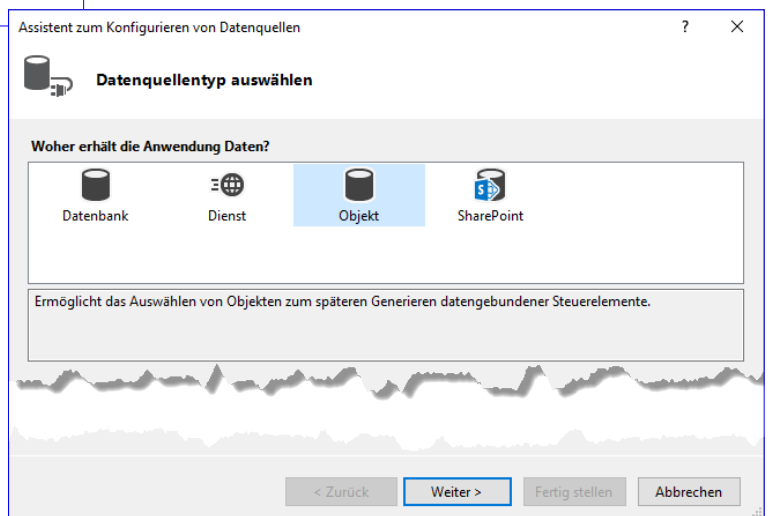 Assistent zum Konfigurieren von Datenquellen ?
Datenquellentyp auswählen
Woher erhält die Anwendung Daten?
Datenbank Dienst Objekt SharePoint
Ermöglicht das Auswählen von Objekten zum späteren Generieren datengebundener Steuerelemente.
< Zurück Weiter > Fertig stellen Abbrechen